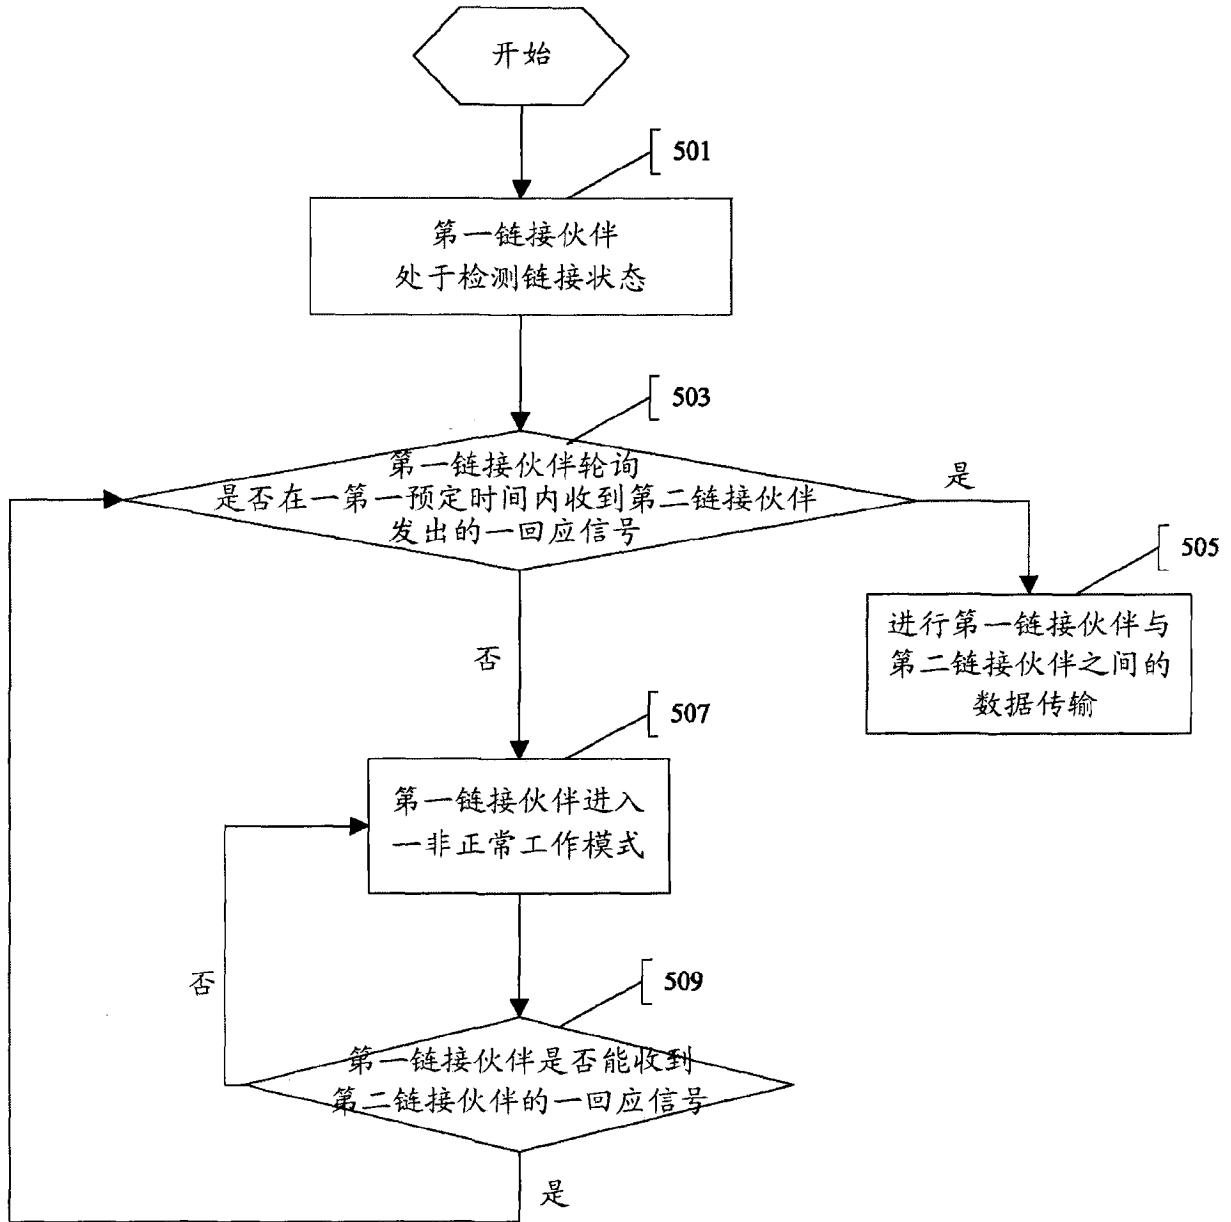 开始
501
第一链接伙伴
处于检测链接状态
503
第一链接伙伴轮询
是否在一第一预定时间内收到第二链接伙伴
发出的一回应信号
是
505
进行第一链接伙伴与
第二链接伙伴之间的
数据传输
否
507
第一链接伙伴进入
一非正常工作模式
否
509
第一链接伙伴是否能收到
第二链接伙伴的一回应信号
是